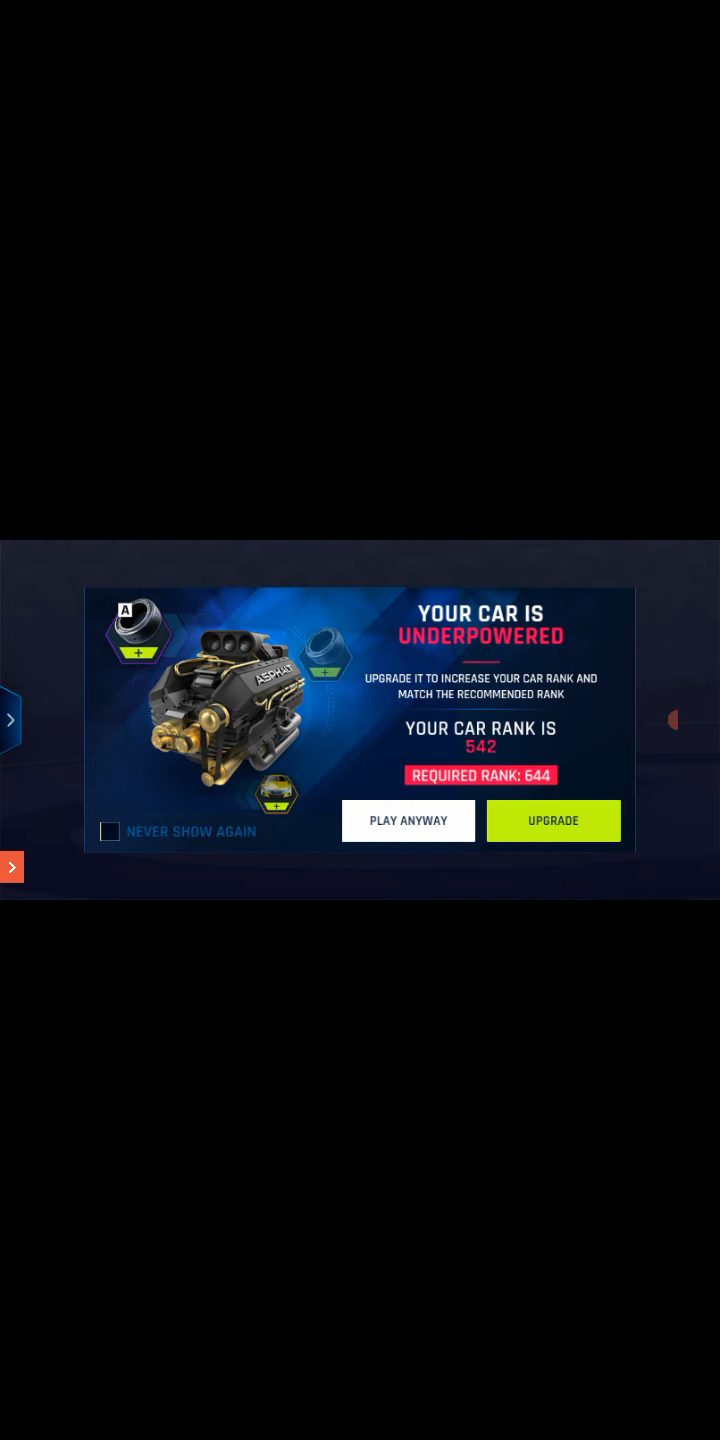 A
ASPHALT
YOUR CAR IS
UNDERPOWERED
UPGRADE IT TO INCREASE YOUR CAR RANK AND
MATCH THE RECOMMENDED RANK
YOUR CAR RANK IS
542
REQUIRED RANK: 644
NEVER SHOW AGAIN
PLAY ANYWAY
UPGRADE